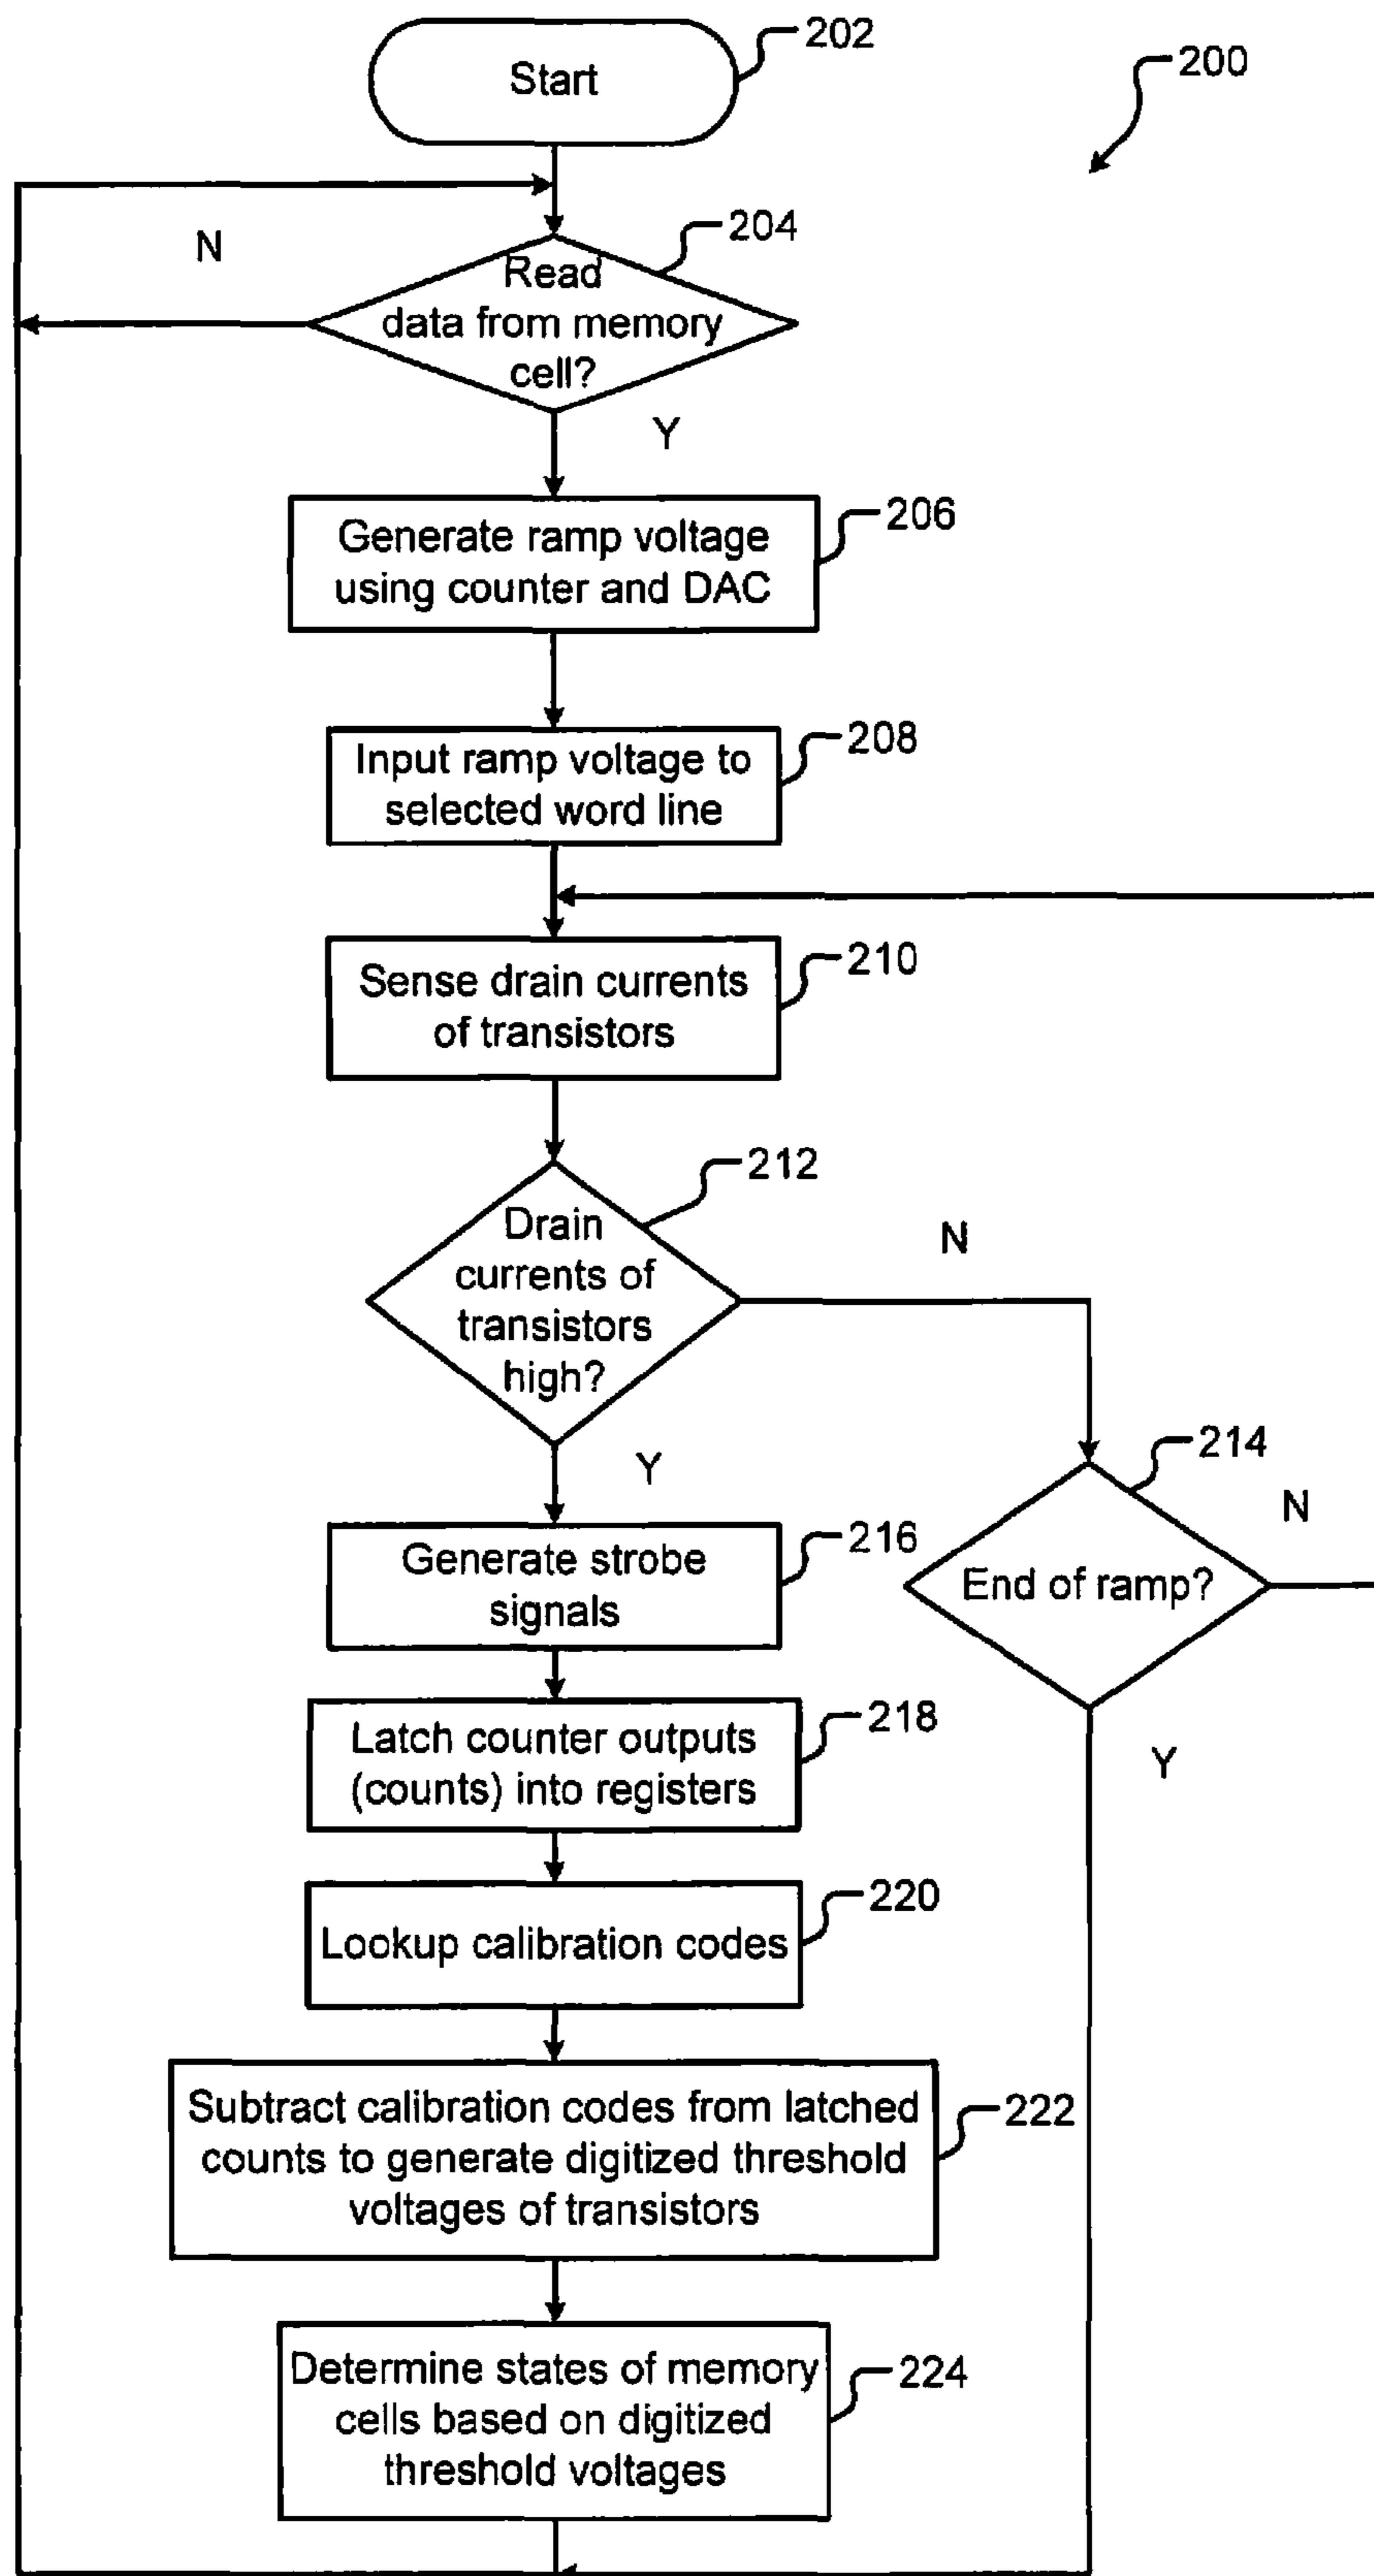 Start
202
200
N
204
Read
data from memory
cell?
Y
Generate ramp voltage
using counter and DAC
206
Input ramp voltage to
selected word line
208
Sense drain currents
of transistors
210
212
Drain
currents of
transistors
high?
N
Y
214
End of ramp?
N
Y
Generate strobe
signals
216
Latch counter outputs
(counts) into registers
218
Lookup calibration codes
220
Subtract calibration codes from latched
counts to generate digitized threshold
voltages of transistors
222
Determine states of memory
cells based on digitized
threshold voltages
224